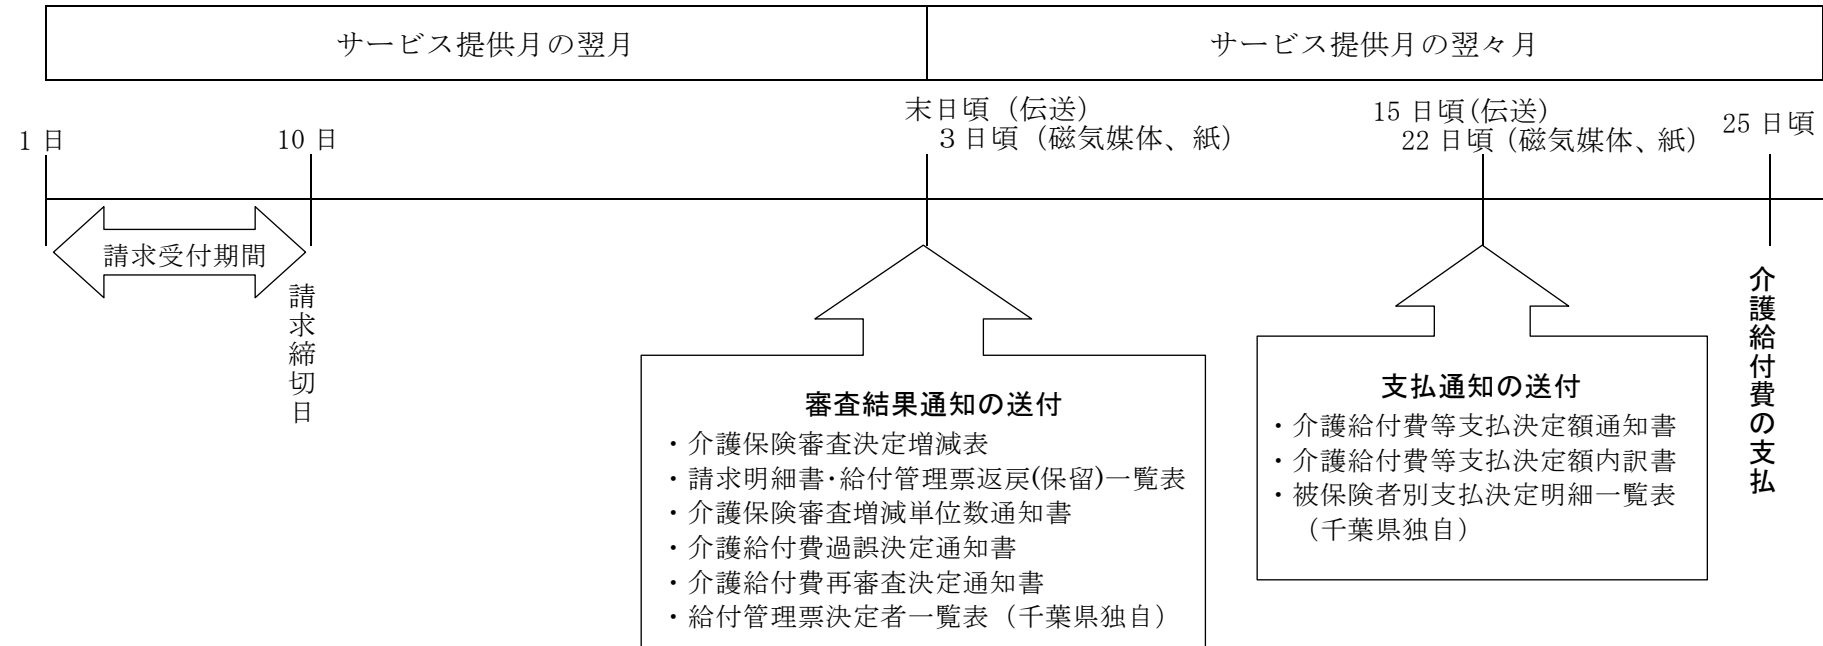 サービス提供月の翌月
サービス提供月の翌々月
1 日
10 日
末日頃（伝送）
３日頃（磁気媒体、紙）
15 日頃(伝送)
22 日頃（磁気媒体、紙）
25 日頃
請求受付期間
請求締切日
審査結果通知の送付
・介護保険審査決定増減表
・請求明細書･給付管理票返戻(保留)一覧表
・介護保険審査増減単位数通知書
・介護給付費過誤決定通知書
・介護給付費再審査決定通知書
・給付管理票決定者一覧表（千葉県独自）
支払通知の送付
・介護給付費等支払決定額通知書
・介護給付費等支払決定額内訳書
・被保険者別支払決定明細一覧表
（千葉県独自）
介護給付費の支払